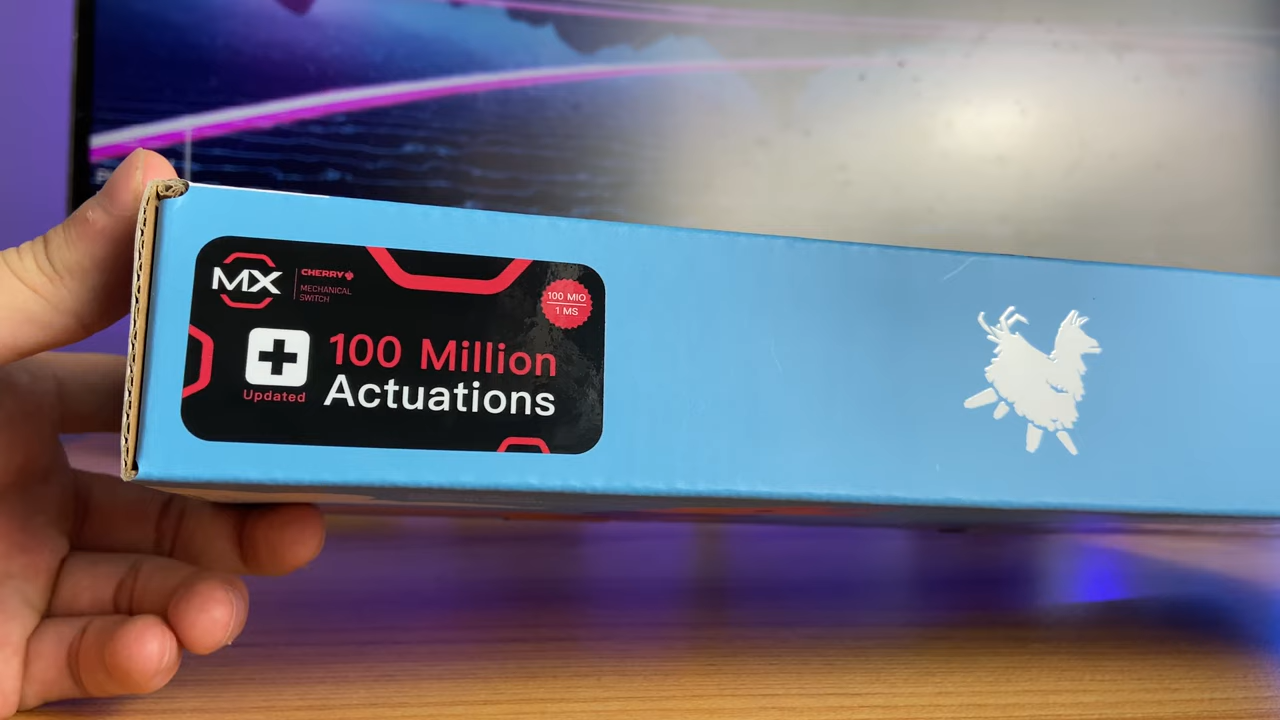 MX
CHERRY
MECHANICAL
SWITCH
100 MIO
1 MS
100 Million
Actuations
Updated